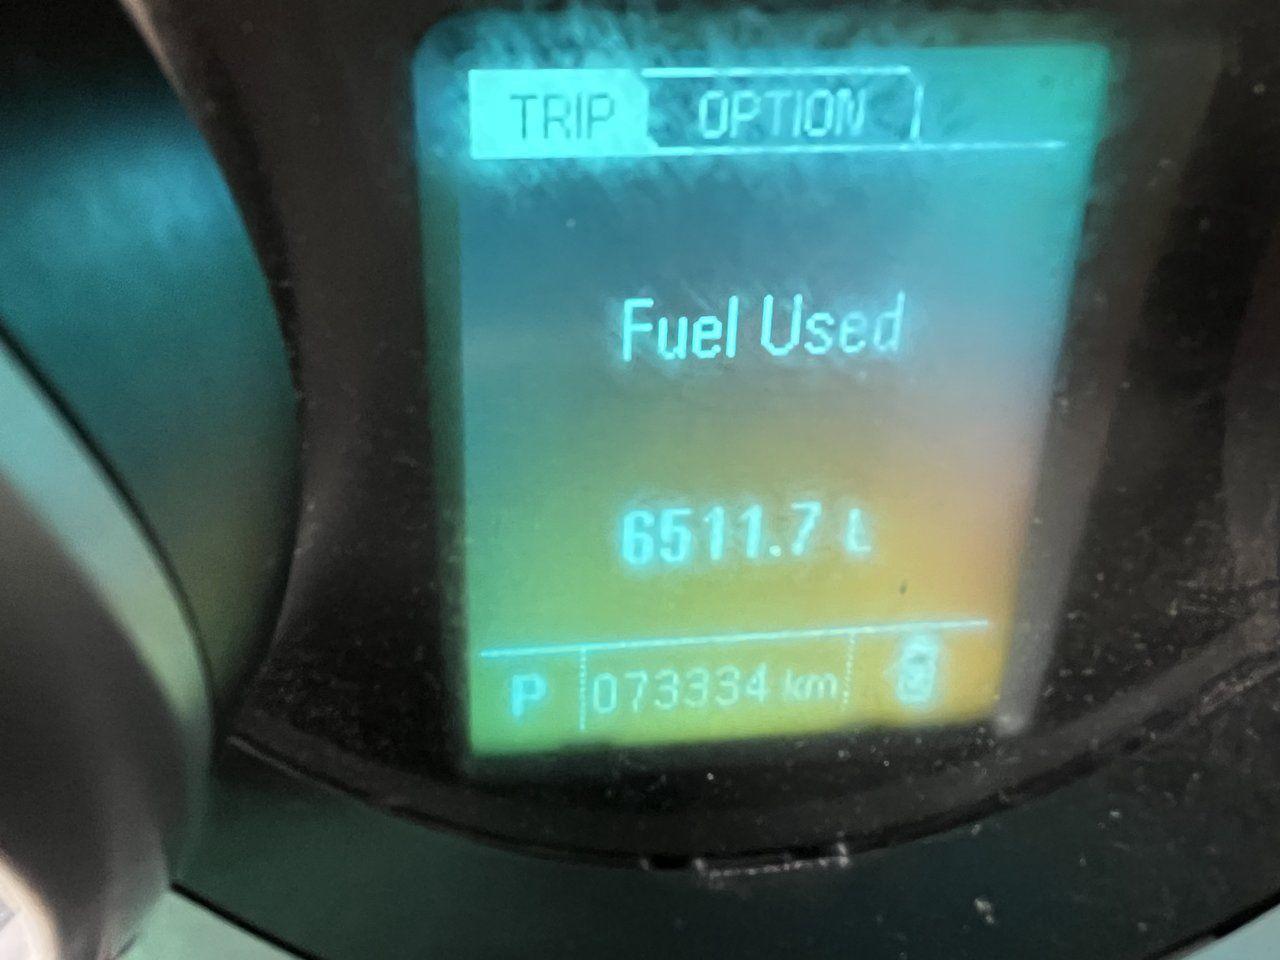 TRIP OPTION
Fuel Used
6511.7 L
P 073334 km